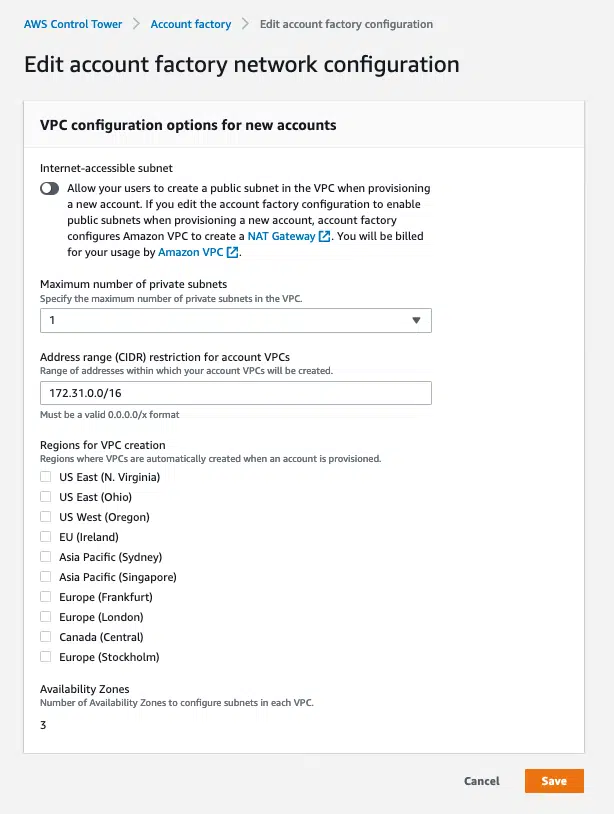 AWS Control Tower > Account factory > Edit account factory configuration
Edit account factory network configuration
VPC configuration options for new accounts
Internet-accessible subnet
Allow your users to create a public subnet in the VPC when provisioning
a new account. If you edit the account factory configuration to enable
public subnets when provisioning a new account, account factory
configures Amazon VPC to create a NAT Gateway. You will be billed
for your usage by Amazon VPC.
Maximum number of private subnets
Specify the maximum number of private subnets in the VPC.
1
Address range (CIDR) restriction for account VPCs
Range of addresses within which your account VPCs will be created.
172.31.0.0/16
Must be a valid 0.0.0.0/x format
Regions for VPC creation
Regions where VPCs are automatically created when an account is provisioned.
US East (N. Virginia)
US East (Ohio)
US West (Oregon)
EU (Ireland)
Asia Pacific (Sydney)
Asia Pacific (Singapore)
Europe (Frankfurt)
Europe (London)
Canada (Central)
Europe (Stockholm)
Availability Zones
Number of Availability Zones to configure subnets in each VPC.
3
Cancel Save